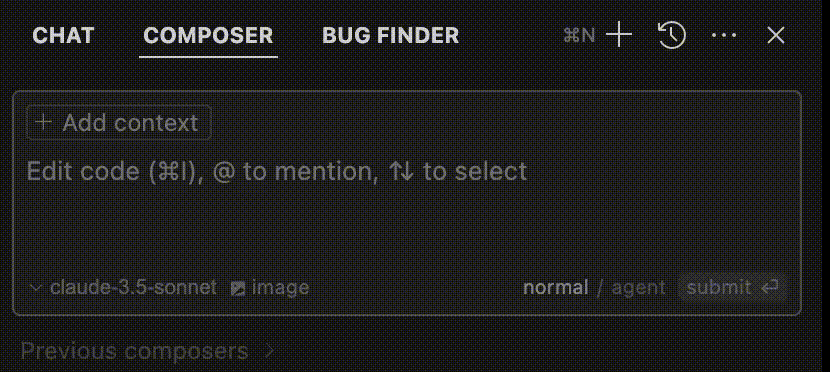 CHAT COMPOSER BUG FINDER ⌘N
+ Add context
Edit code (⌘I), @ to mention, ⇅ to select
claude-3.5-sonnet image normal / agent submit ⏎
Previous composers >